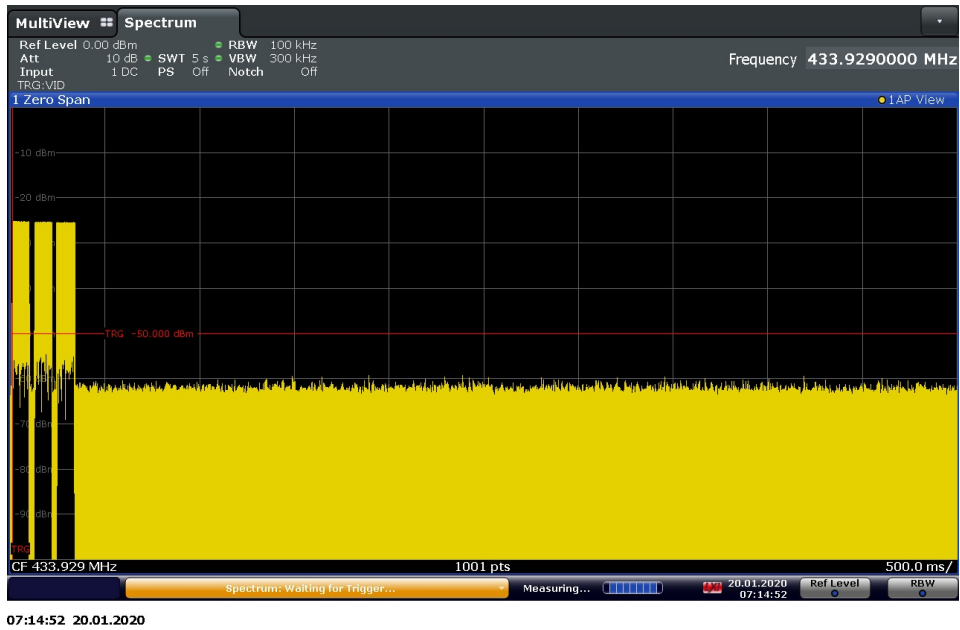 MultiView Spectrum
Ref Level 0.00 dBm RBW 100 kHz
Att 10 dB SWT 5 s VBW 300 kHz
Input 1 DC PS Off Notch Off
TRG:VID
Frequency 433.9290000 MHz
1 Zero Span 1AP View
-10 dBm
-20 dBm
TRG -50.000 dBm
-70 dBm
-80 dBm
-90 dBm
TRG
CF 433.929 MHz 1001 pts 500.0 ms/
Spectrum: Waiting for Trigger... Measuring... 20.01.2020 07:14:52 Ref Level RBW
07:14:52 20.01.2020